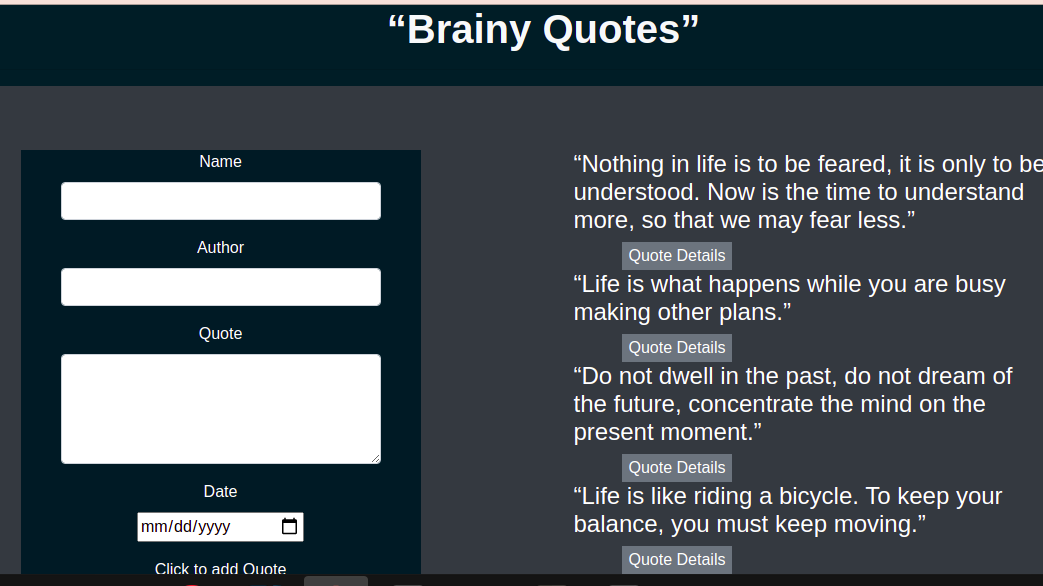 “Brainy Quotes”
Name
Author
Quote
Date
mm/dd/yyyy
Click to add Quote
“Nothing in life is to be feared, it is only to be
understood. Now is the time to understand
more, so that we may fear less.”
Quote Details
“Life is what happens while you are busy
making other plans.”
Quote Details
“Do not dwell in the past, do not dream of
the future, concentrate the mind on the
present moment.”
Quote Details
“Life is like riding a bicycle. To keep your
balance, you must keep moving.”
Quote Details